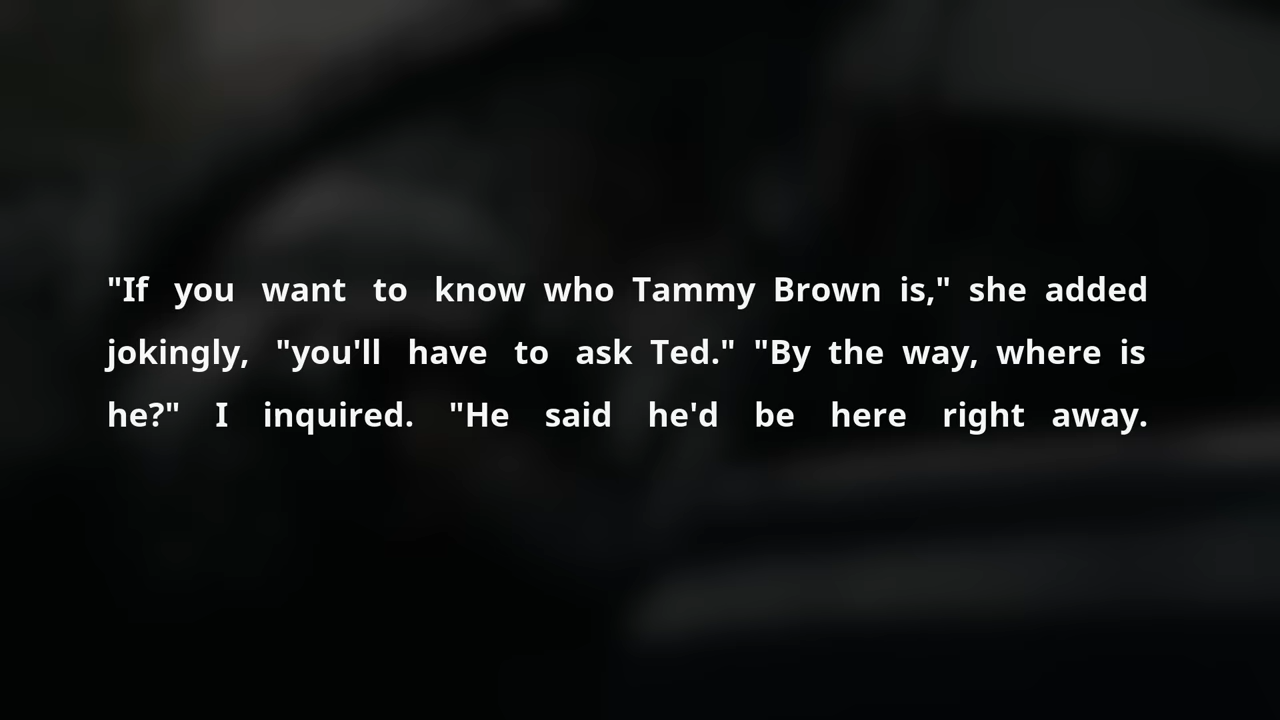 "If you want to know who Tammy Brown is," she added
jokingly, "you'll have to ask Ted." "By the way, where is
he?" I inquired. "He said he'd be here right away.